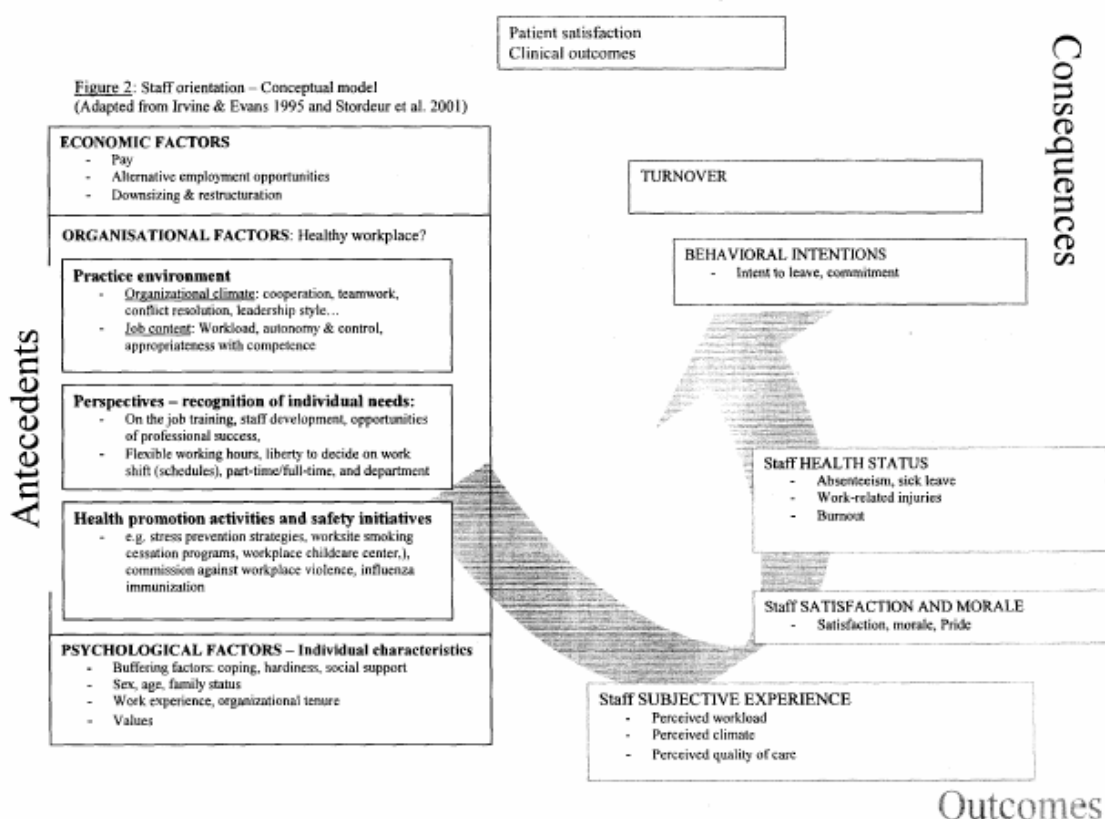 Patient satisfaction
Clinical outcomes
Consequences
Figure 2: Staff orientation – Conceptual model
(Adapted from Irvine & Evans 1995 and Stordeur et al. 2001)
Antecedents
ECONOMIC FACTORS
- Pay
- Alternative employment opportunities
- Downsizing & restructuration
ORGANISATIONAL FACTORS: Healthy workplace?
Practice environment
- Organizational climate: cooperation, teamwork,
conflict resolution, leadership style...
- Job content: Workload, autonomy & control,
appropriateness with competence
Perspectives – recognition of individual needs:
- On the job training, staff development, opportunities
of professional success,
- Flexible working hours, liberty to decide on work
shift (schedules), part-time/full-time, and department
Health promotion activities and safety initiatives
- e.g. stress prevention strategies, worksite smoking
cessation programs, workplace childcare center,),
commission against workplace violence, influenza
immunization
PSYCHOLOGICAL FACTORS – Individual characteristics
- Buffering factors: coping, hardiness, social support
- Sex, age, family status
- Work experience, organizational tenure
- Values
TURNOVER
BEHAVIORAL INTENTIONS
- Intent to leave, commitment
Staff HEALTH STATUS
- Absenteeism, sick leave
- Work-related injuries
- Burnout
Staff SATISFACTION AND MORALE
- Satisfaction, morale, Pride
Staff SUBJECTIVE EXPERIENCE
- Perceived workload
- Perceived climate
- Perceived quality of care
Outcomes